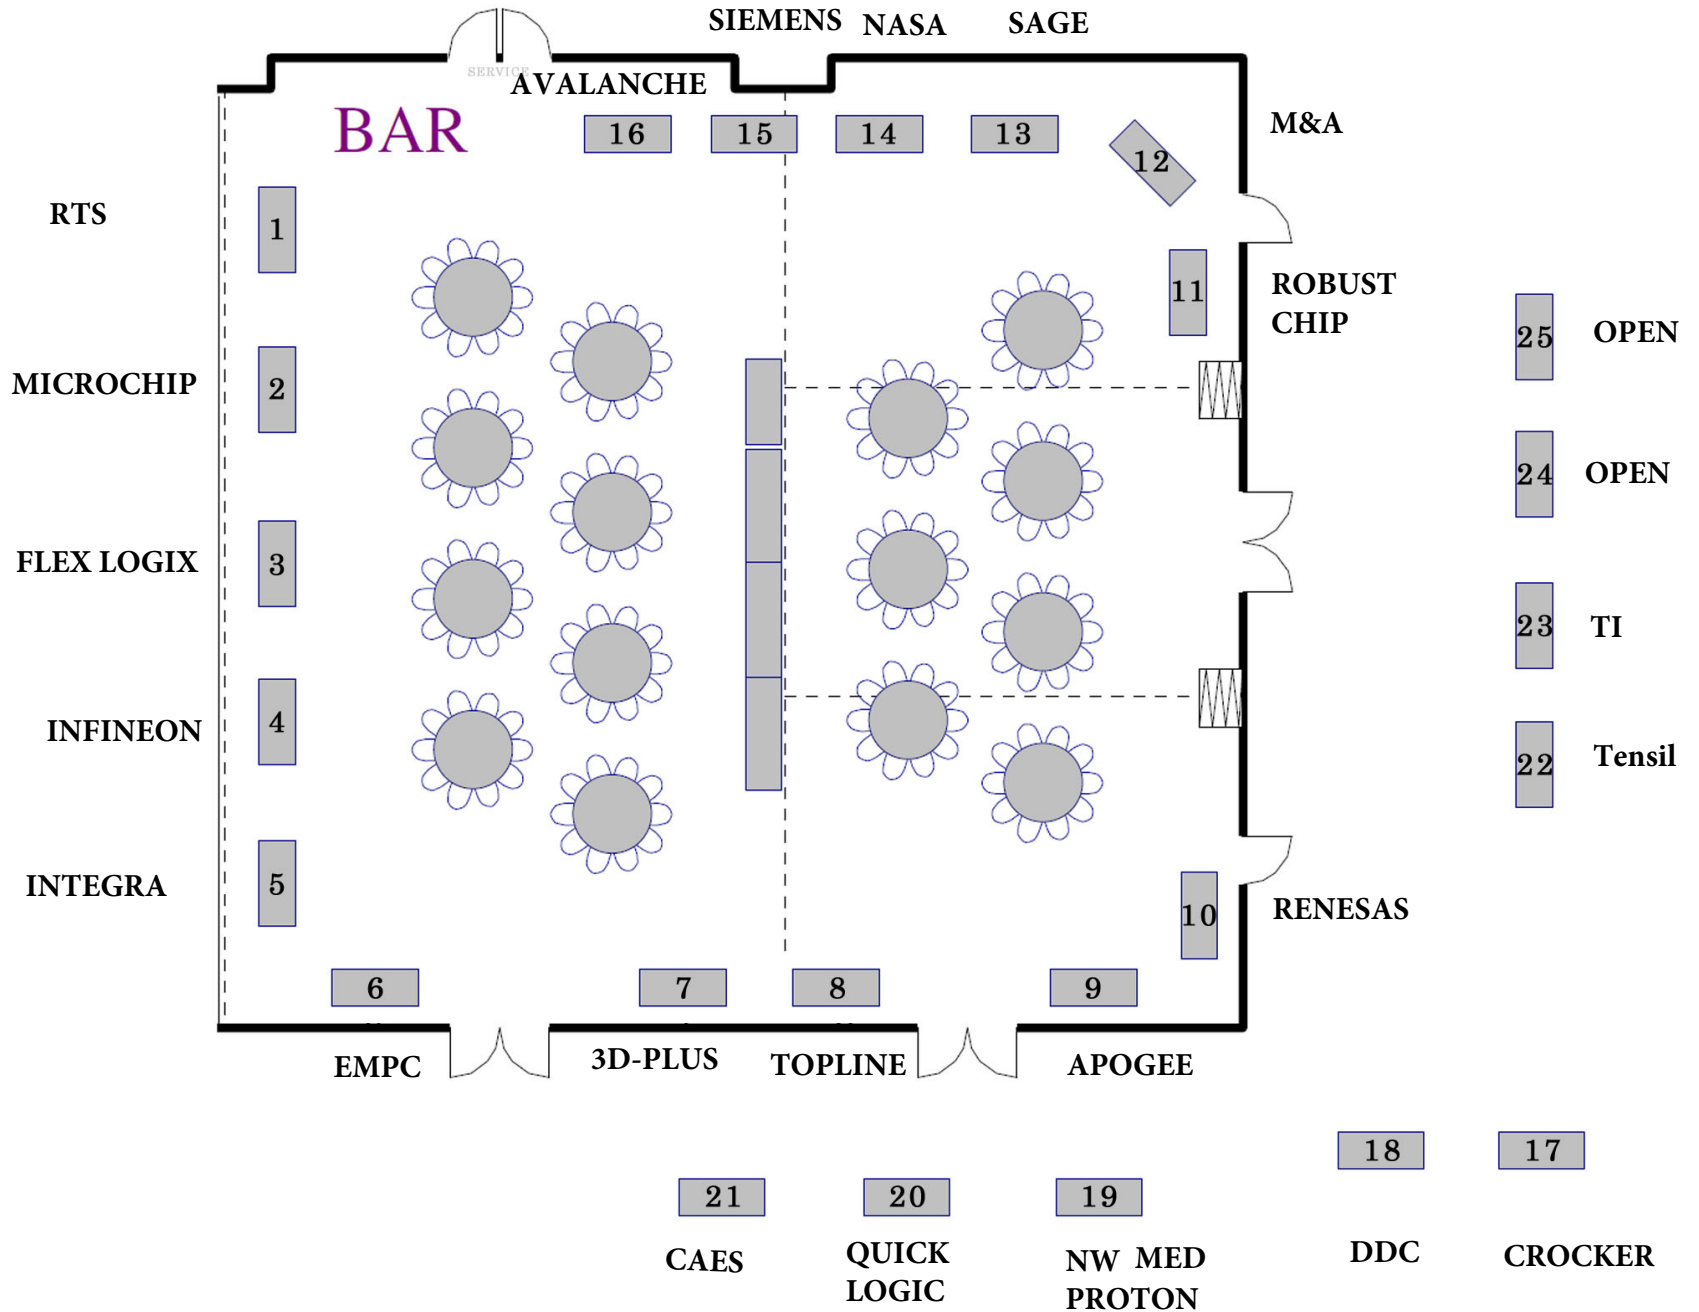 SIEMENS
NASA
SAGE
SERVICE
AVALANCHE
BAR
16
15
14
13
12
M&A
RTS
1
11
ROBUST
CHIP
25
OPEN
MICROCHIP
2
24
OPEN
FLEX LOGIX
3
23
TI
INFINEON
4
22
Tensil
INTEGRA
5
10
RENESAS
6
7
8
9
EMPC
3D-PLUS
TOPLINE
APOGEE
18
17
21
20
19
CAES
QUICK
LOGIC
NW MED
PROTON
DDC
CROCKER